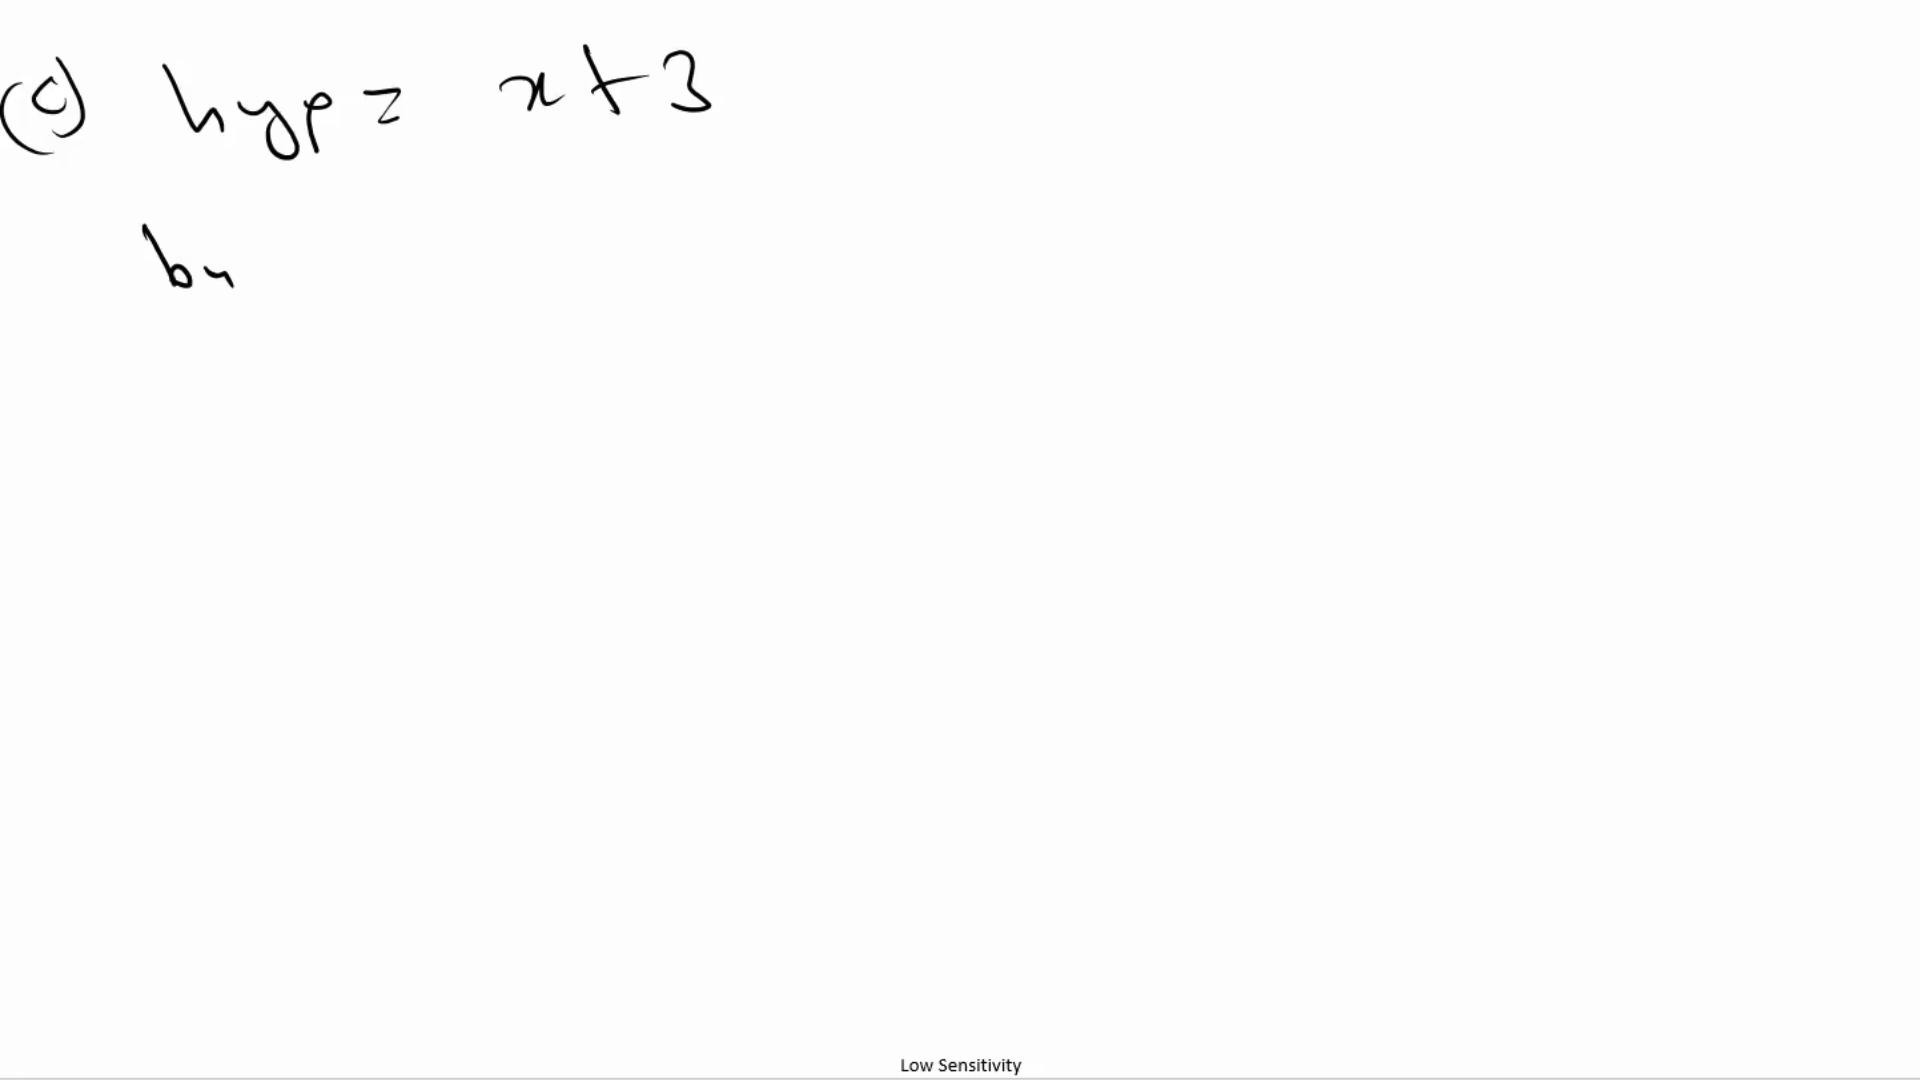 (c) hyp = x + 3
Low Sensitivity